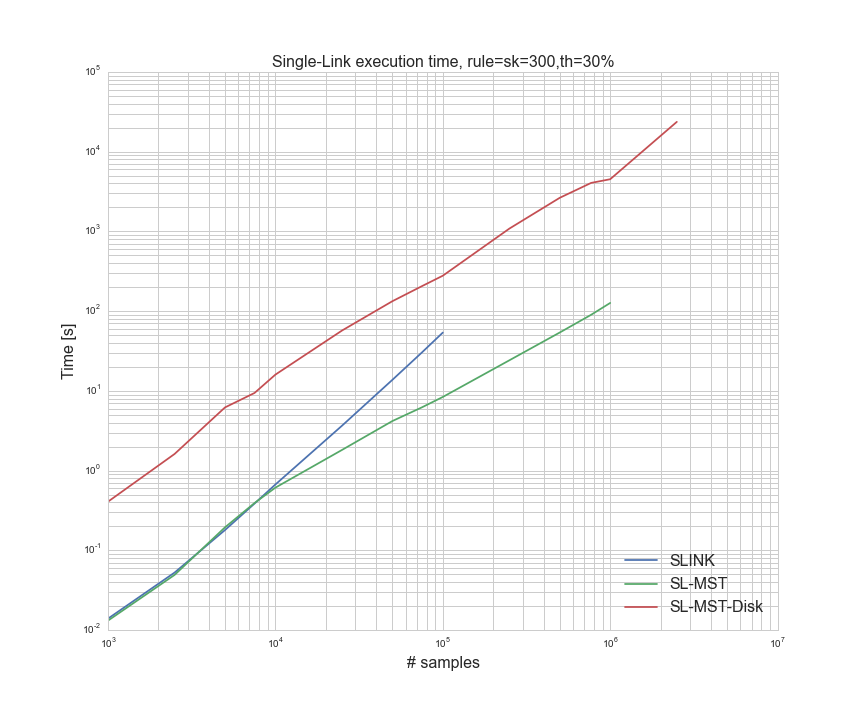 Single-Link execution time, rule=sk=300,th=30%
10^5
10^4
10^3
10^2
10^1
10^0
10^-1
10^-2
Time [s]
SLINK
SL-MST
SL-MST-Disk
10^3 10^4 10^5 10^6 10^7
# samples